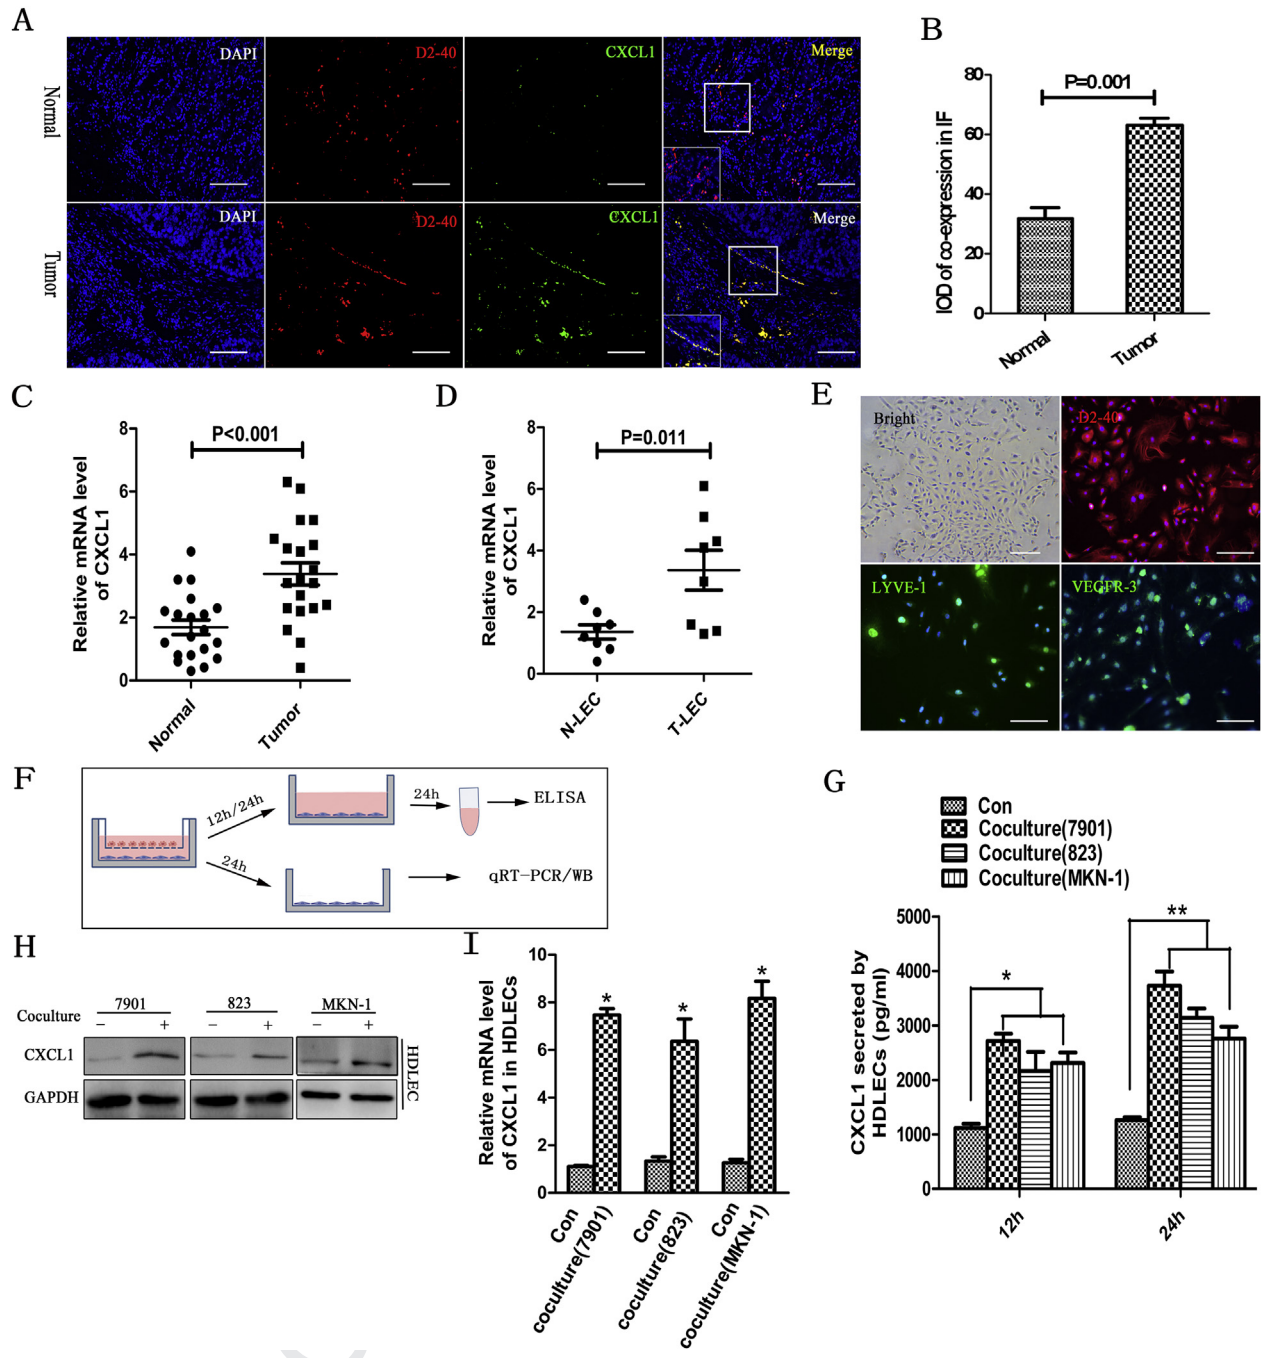 A
DAPI
D2-40
CXCL1
Merge
Normal
DAPI
D2-40
CXCL1
Merge
Tumor
B
P=0.001
IOD of co-expression in IF
80
60
40
20
0
Normal
Tumor
C
P<0.001
Relative mRNA level
of CXCL1
8
6
4
2
0
Normal
Tumor
D
P=0.011
Relative mRNA level
of CXCL1
8
6
4
2
0
N-LEC
T-LEC
E
Bright
D2-40
LYVE-1
VEGFR-3
F
12h/24h
24h
ELISA
24h
qRT-PCR/WB
G
Con
Coculture(7901)
Coculture(823)
Coculture(MKN-1)
CXCL1 secreted by
HDLECs (pg/ml)
5000
4000
3000
2000
1000
0
*
**
12h
24h
H
7901
823
MKN-1
Coculture
− + − + − +
CXCL1
GAPDH
HDLEC
I
Relative mRNA level
of CXCL1 in HDLECs
10
8
6
4
2
0
*
*
*
Con
coculture(7901)
Con
coculture(823)
Con
coculture(MKN-1)